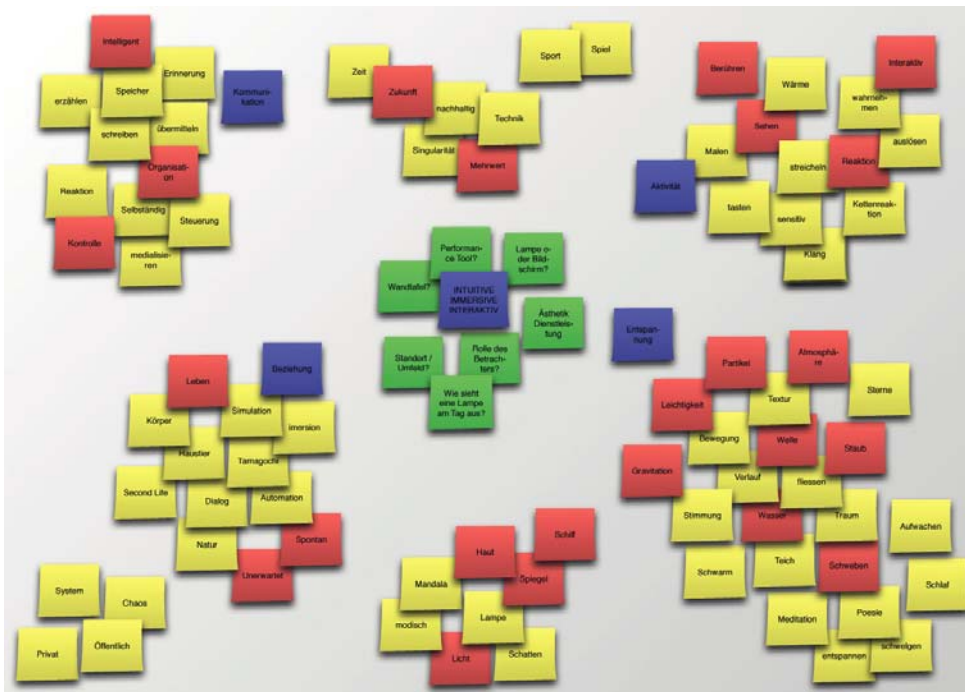 Intelligent
Erinnerung
Speicher
erzählen
Kommuni-
kation
schreiben
übermitteln
Organisati-
on
Reaktion
Selbständig
Steuerung
Kontrolle
medialisie-
ren
Zeit
Zukunft
nachhaltig
Technik
Singularität
Mehrwert
Sport
Spiel
Berühren
Wärme
Interaktiv
wahrneh-
men
Sehen
Malen
auslösen
streicheln
Reaktion
Aktivität
tasten
sensitiv
Kettenreak-
tion
Klang
Performan-
ce Tool?
Lampe o-
der Bild-
schirm?
Wandtafel?
INTUITIVE
IMMERSIVE
INTERAKTIV
Ästhetik
Dienstleis-
tung
Standort /
Umfeld?
Rolle des
Betrach-
ters?
Wie sieht
eine Lampe
am Tag aus?
Entspan-
nung
Leben
Beziehung
Körper
Simulation
imersion
Haustier
Tamagochi
Second Life
Dialog
Automation
Natur
Spontan
Unerwartet
System
Chaos
Privat
Öffentlich
Haut
Schilf
Mandala
Spiegel
modisch
Lampe
Licht
Schatten
Partikel
Atmosphä-
re
Leichtigkeit
Textur
Sterne
Bewegung
Welle
Staub
Gravitation
Verlauf
fliessen
Stimmung
Wasser
Traum
Aufwachen
Schwarm
Teich
Schweben
Schlaf
Meditation
Poesie
entspannen
schwelgen